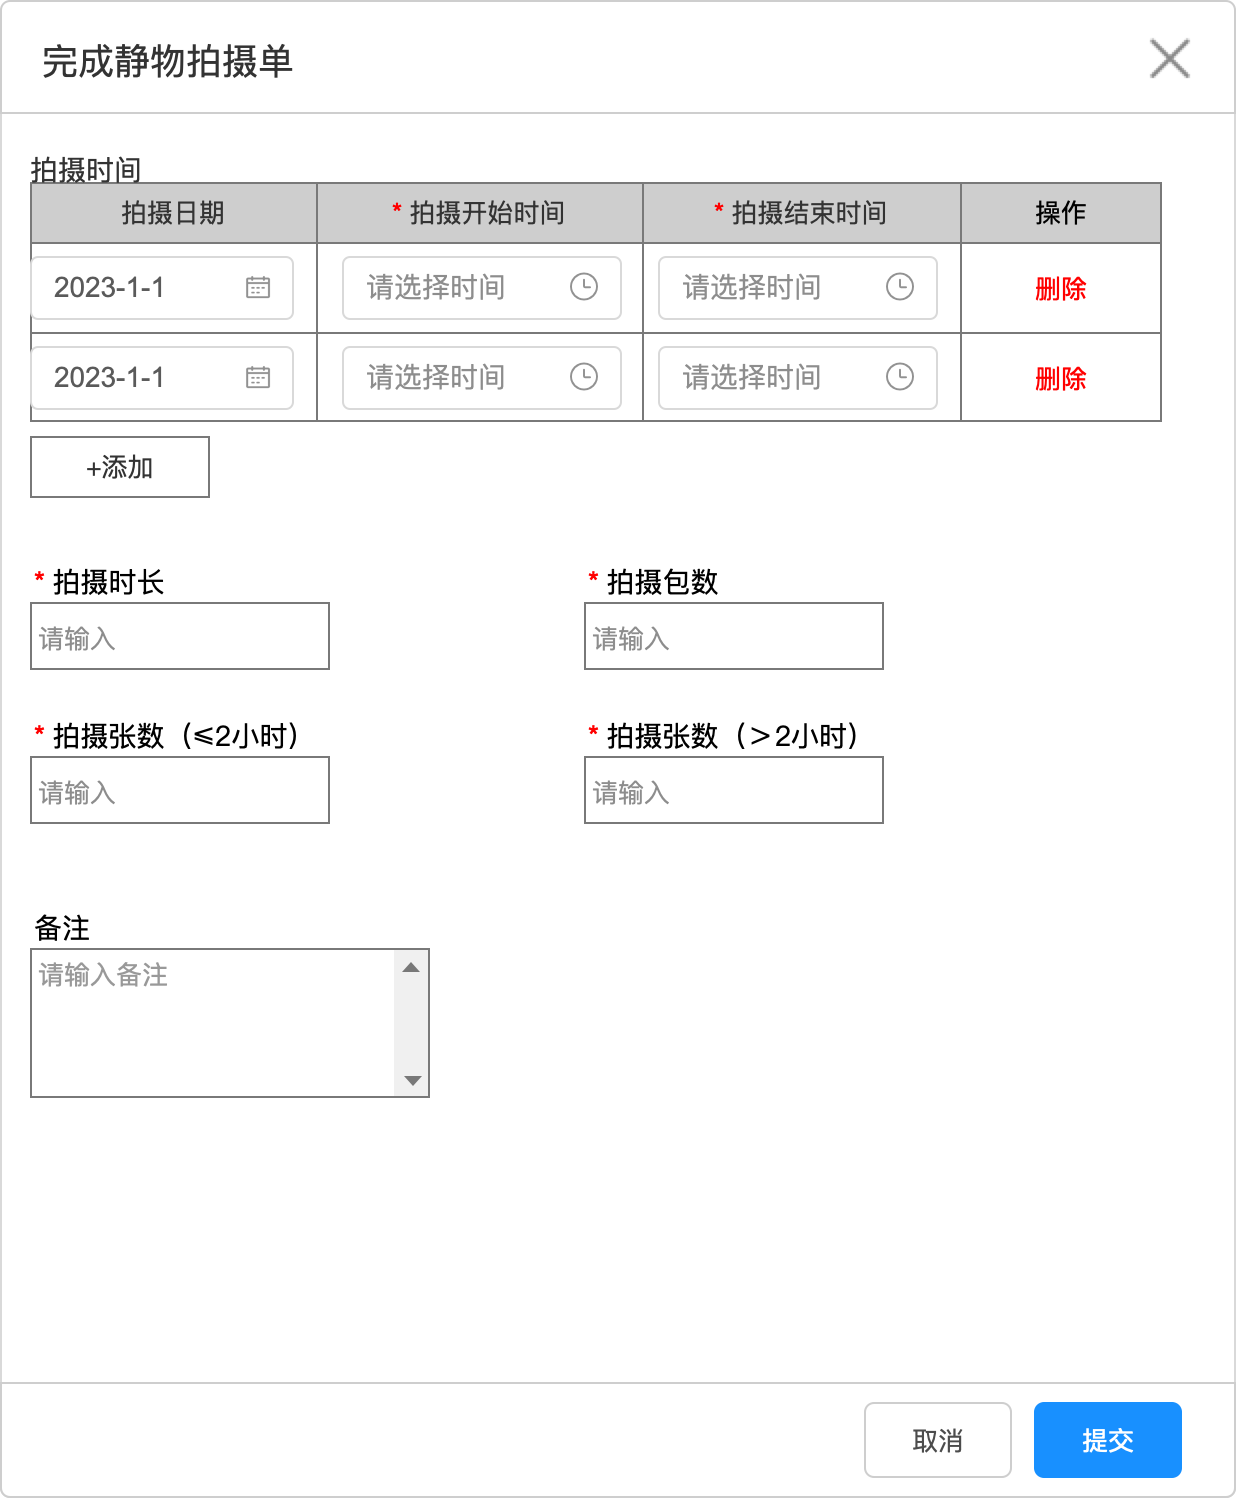 完成静物拍摄单
拍摄时间
拍摄日期 * 拍摄开始时间 * 拍摄结束时间 操作
2023-1-1 请选择时间 请选择时间 删除
2023-1-1 请选择时间 请选择时间 删除
+添加
* 拍摄时长 * 拍摄包数
请输入 请输入
* 拍摄张数（≤2小时） * 拍摄张数（＞2小时）
请输入 请输入
备注
请输入备注
取消 提交